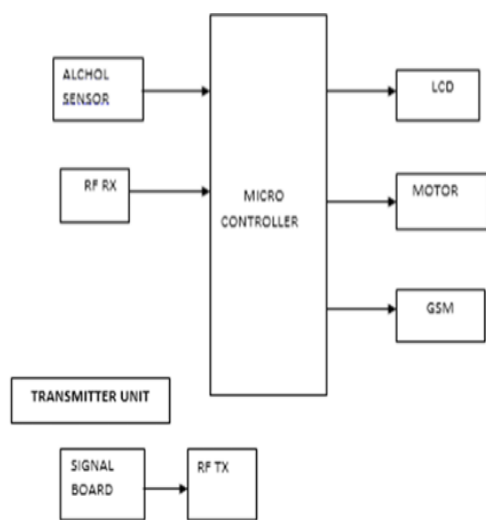 ALCHOL
SENSOR
LCD
RF RX
MICRO
CONTROLLER
MOTOR
GSM
TRANSMITTER UNIT
SIGNAL
BOARD
RF TX